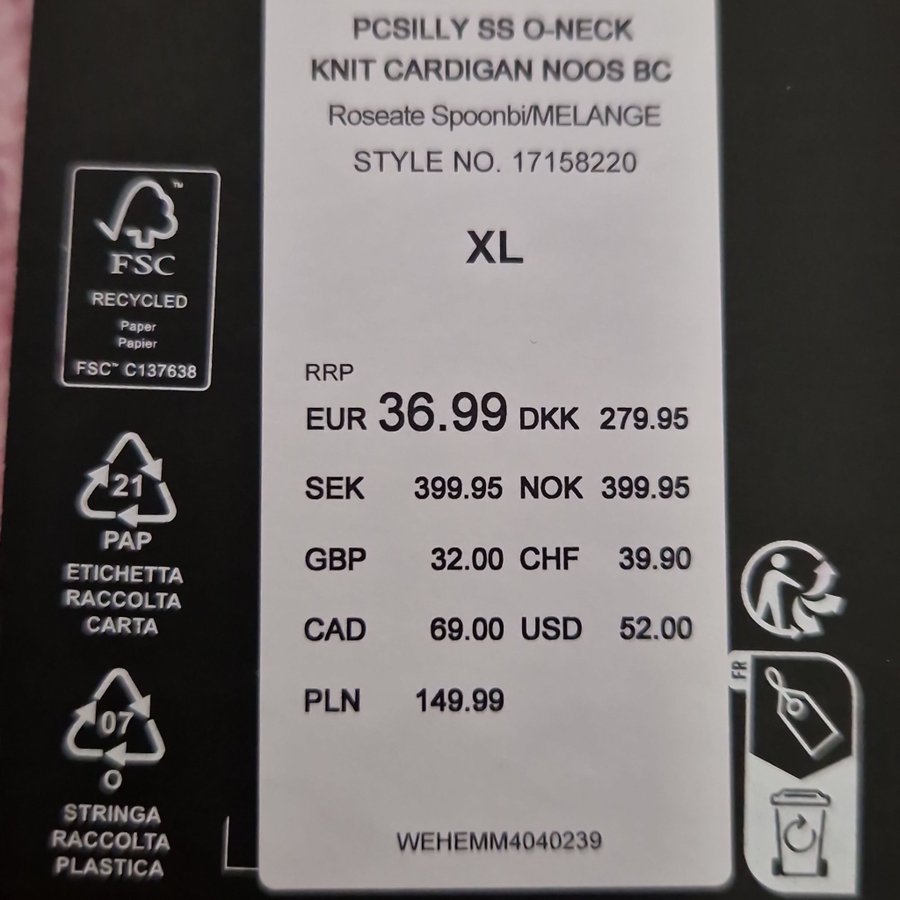 PCSILLY SS O-NECK
KNIT CARDIGAN NOOS BC
Roseate Spoonbi/MELANGE
STYLE NO. 17158220
XL
RRP
EUR 36.99 DKK 279.95
SEK 399.95 NOK 399.95
GBP 32.00 CHF 39.90
CAD 69.00 USD 52.00
PLN 149.99
WEHEMM4040239
™
FSC
RECYCLED
Paper
Papier
FSC™ C137638
21
PAP
ETICHETTA
RACCOLTA
CARTA
07
O
STRINGA
RACCOLTA
PLASTICA
FR